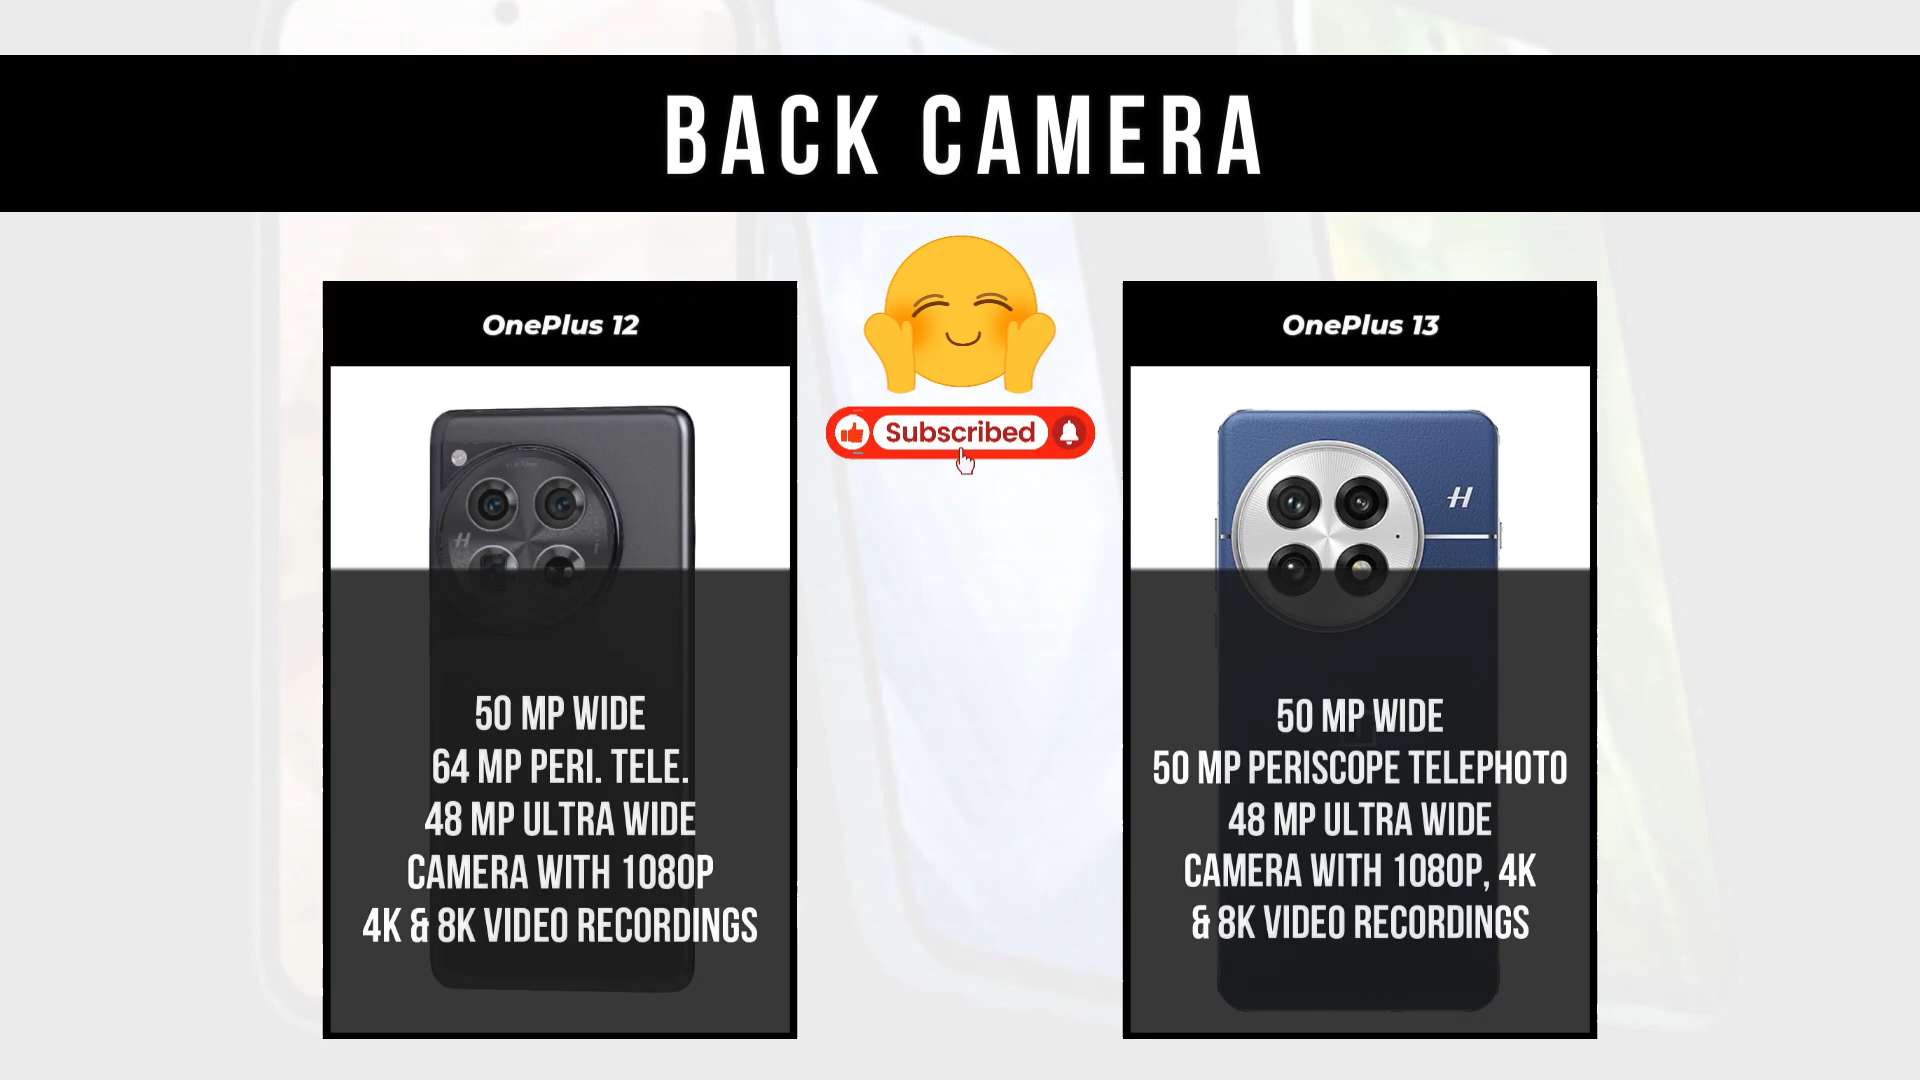 BACK CAMERA
OnePlus 12
50 MP WIDE
64 MP PERI. TELE.
48 MP ULTRA WIDE
CAMERA WITH 1080P
4K & 8K VIDEO RECORDINGS
Subscribed
OnePlus 13
H
50 MP WIDE
50 MP PERISCOPE TELEPHOTO
48 MP ULTRA WIDE
CAMERA WITH 1080P, 4K
& 8K VIDEO RECORDINGS